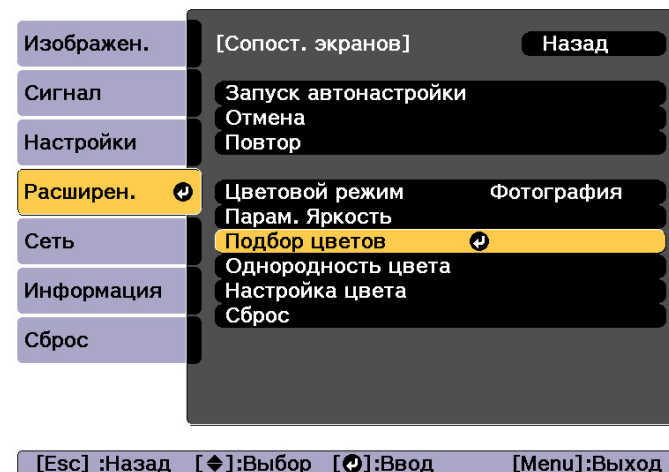 Изображен.
Сигнал
Настройки
Расширен.
Сеть
Информация
Сброс
[Сопост. экранов] Назад
Запуск автонастройки
Отмена
Повтор
Цветовой режим Фотография
Парам. Яркость
Подбор цветов
Однородность цвета
Настройка цвета
Сброс
[Esc] :Назад [◆]:Выбор [↵]:Ввод [Menu]:Выход